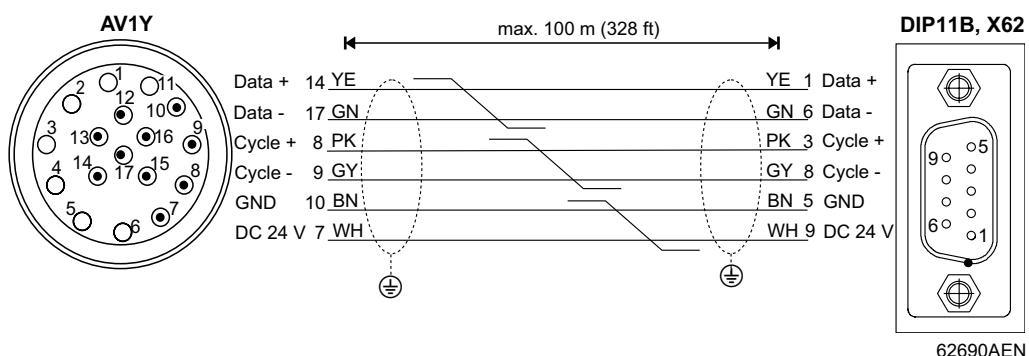 AV1Y
DIP11B, X62
max. 100 m (328 ft)
Data + 14 YE YE 1 Data +
Data - 17 GN GN 6 Data -
Cycle + 8 PK PK 3 Cycle +
Cycle - 9 GY GY 8 Cycle -
GND 10 BN BN 5 GND
DC 24 V 7 WH WH 9 DC 24 V
1
11
2
12
10
3
13
16
9
4
14
17
15
8
5
6
7
5
9
6
1
62690AEN